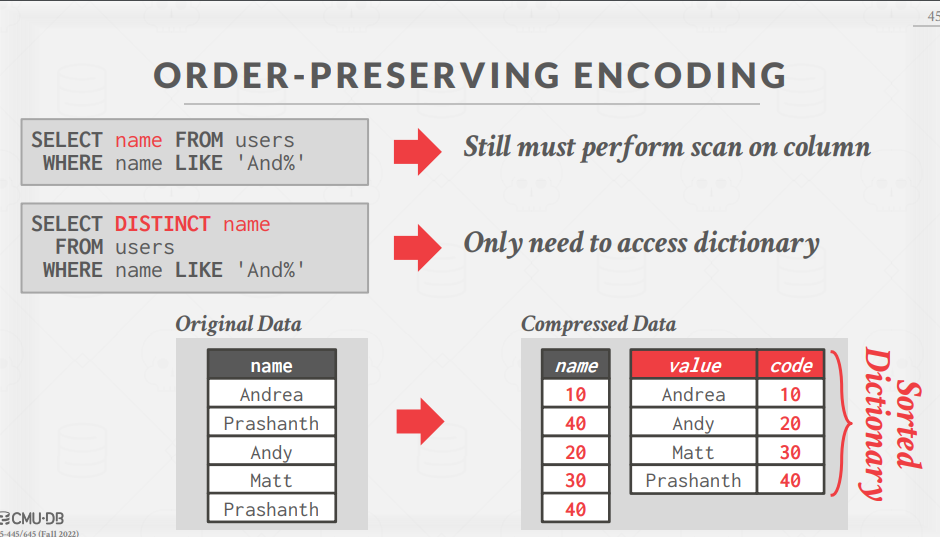 45
ORDER-PRESERVING ENCODING
SELECT name FROM users
WHERE name LIKE 'And%'
Still must perform scan on column
SELECT DISTINCT name
FROM users
WHERE name LIKE 'And%'
Only need to access dictionary
Original Data
name
Andrea
Prashanth
Andy
Matt
Prashanth
Compressed Data
name
10
40
20
30
40
value code
Andrea 10
Andy 20
Matt 30
Prashanth 40
Sorted
Dictionary
CMU·DB
5-445/645 (Fall 2022)